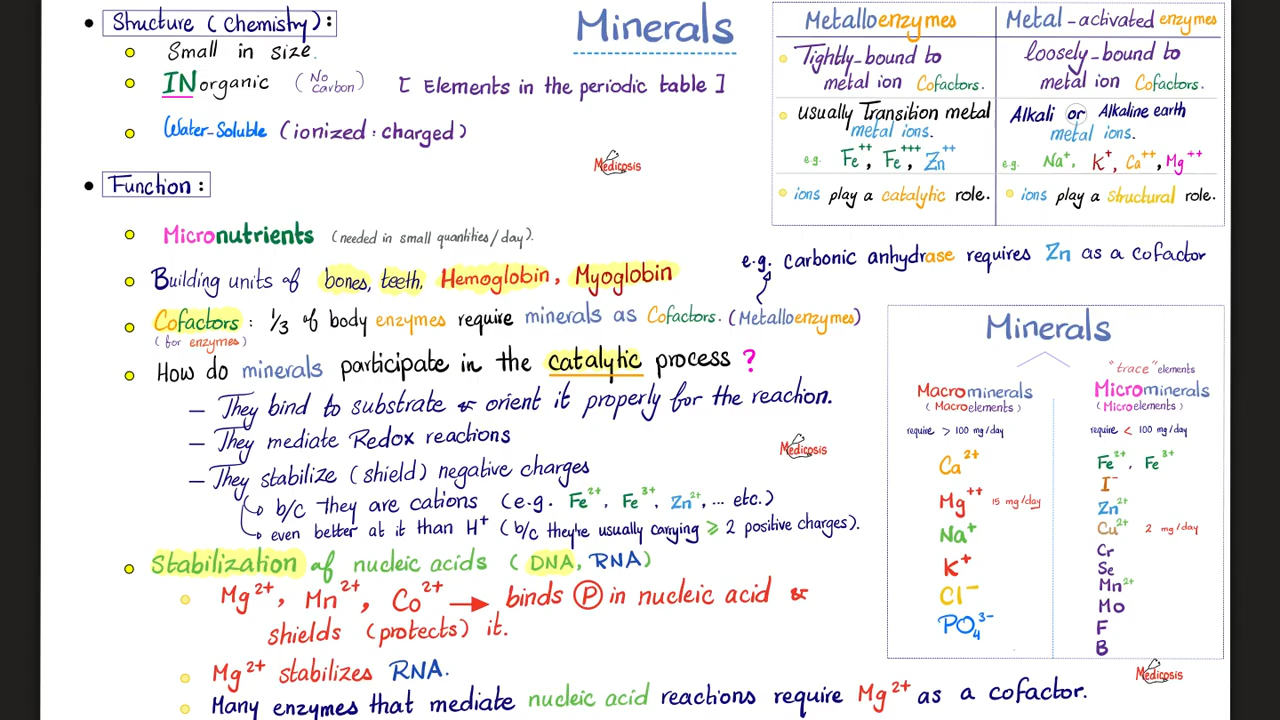 Minerals
Structure (Chemistry):
Small in size.
INorganic (No carbon) [Elements in the periodic table]
Water-Soluble (ionized: charged)
Medicosis
Function:
Micronutrients (needed in small quantities/day).
Building units of bones, teeth, Hemoglobin, Myoglobin
Cofactors: 1/3 of body enzymes require minerals as Cofactors. (Metalloenzymes)
(for enzymes)
e.g. carbonic anhydrase requires Zn as a cofactor
How do minerals participate in the catalytic process ?
– They bind to substrate & orient it properly for the reaction.
– They mediate Redox reactions
– They stabilize (shield) negative charges
b/c they are cations (e.g. Fe²⁺, Fe³⁺, Zn²⁺, ... etc.)
even better at it than H⁺ (b/c they're usually carrying ⩾ 2 positive charges).
Medicosis
Stabilization of nucleic acids (DNA, RNA)
Mg²⁺, Mn²⁺, Co²⁺ → binds Ⓟ in nucleic acid &
shields (protects) it.
Mg²⁺ stabilizes RNA.
Many enzymes that mediate nucleic acid reactions require Mg²⁺ as a cofactor.
Metalloenzymes
Tightly-bound to
metal ion Cofactors.
usually Transition metal
metal ions.
e.g. Fe⁺⁺, Fe⁺⁺⁺, Zn⁺⁺
ions play a catalytic role.
Metal-activated enzymes
loosely-bound to
metal ion Cofactors.
Alkali or Alkaline earth
metal ions.
e.g. Na⁺, K⁺, Ca⁺⁺, Mg⁺⁺
ions play a structural role.
Minerals
Macrominerals
(Macroelements)
require > 100 mg/day
Ca²⁺
Mg⁺⁺ 15 mg/day
Na⁺
K⁺
Cl⁻
PO₄³⁻
"trace" elements
Microminerals
(Microelements)
require < 100 mg/day
Fe²⁺, Fe³⁺
I⁻
Zn²⁺
Cu²⁺ 2 mg/day
Cr
Se
Mn²⁺
Mo
F
B
Medicosis